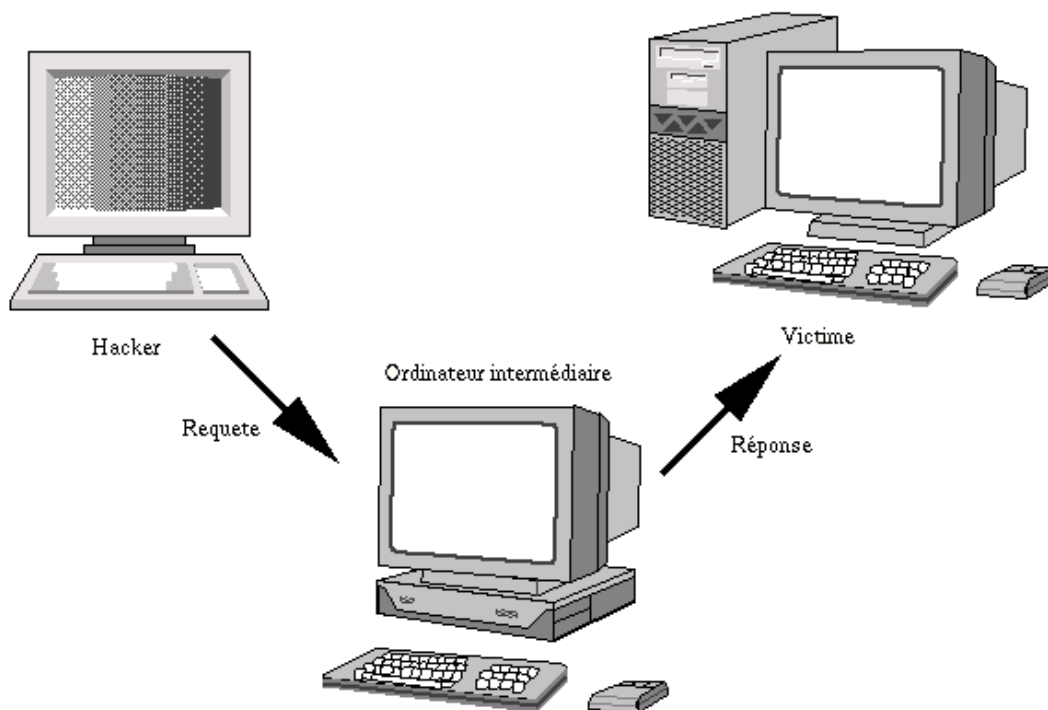 Hacker
Victime
Ordinateur intermédiaire
Requete
Réponse